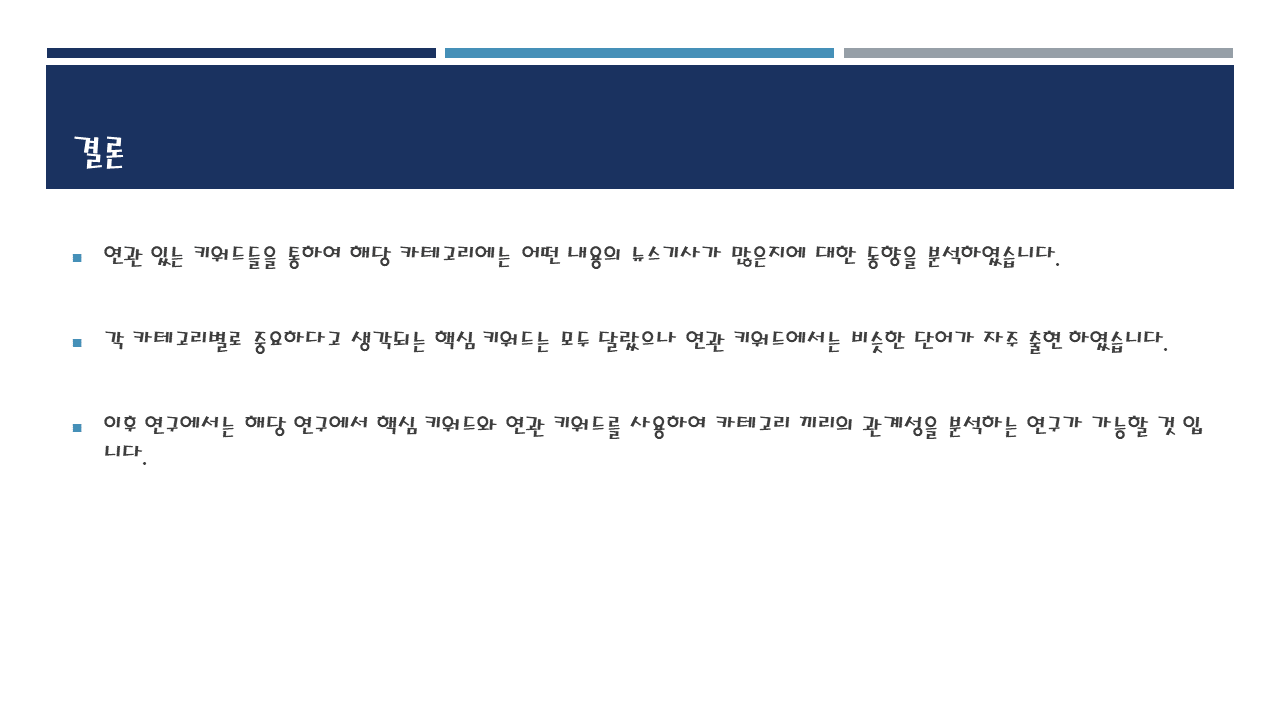 결론
연관 있는 키워드들을 통하여 해당 카테고리에는 어떤 내용의 뉴스기사가 많은지에 대한 동향을 분석하였습니다.
각 카테고리별로 중요하다고 생각되는 핵심 키워드는 모두 달랐으나 연관 키워드에서는 비슷한 단어가 자주 출현 하였습니다.
이후 연구에서는 해당 연구에서 핵심 키워드와 연관 키워드를 사용하여 카테고리 끼리의 관계성을 분석하는 연구가 가능할 것 입
니다.